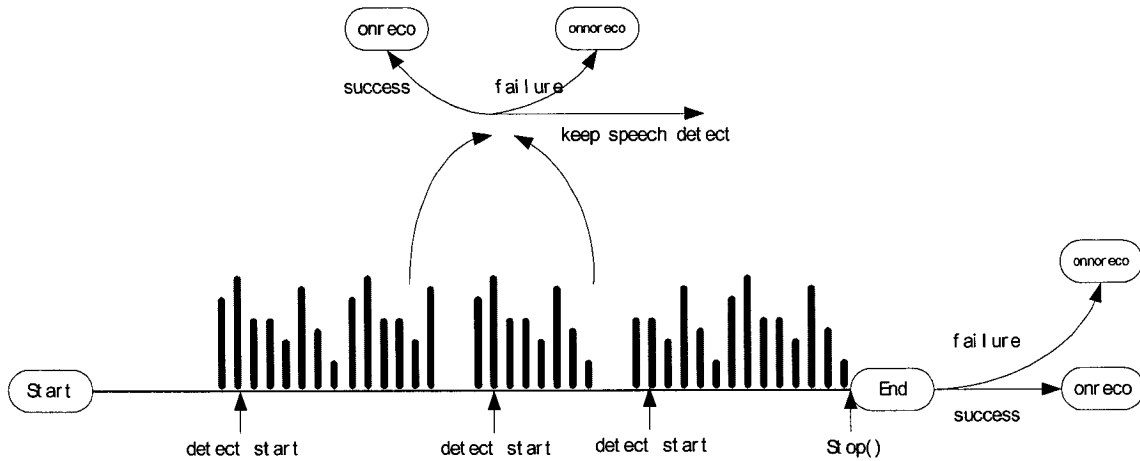 onreco
onnoreco
success
failure
keep speech detect
onnoreco
failure
Start
End
onreco
success
detect start
detect start
detect start
Stop()